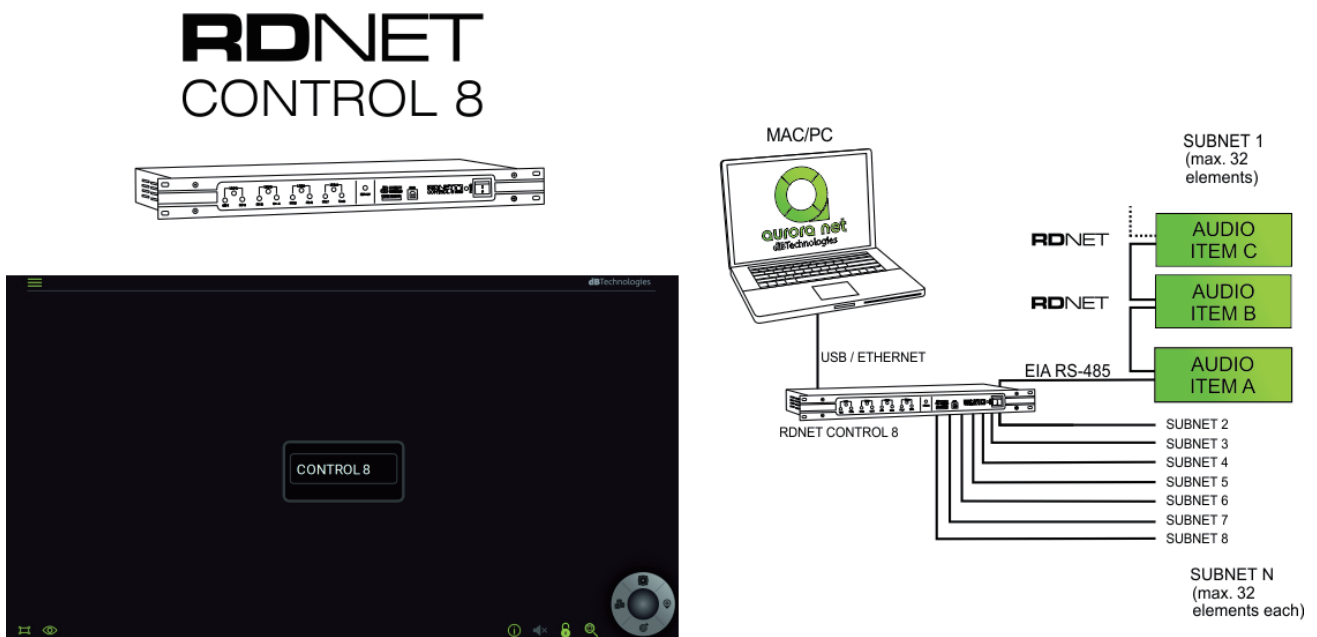 RDNET
CONTROL 8
dBTechnologies
CONTROL 8
MAC/PC
aurora net
dBTechnologies
USB / ETHERNET
RDNET CONTROL 8
SUBNET 1
(max. 32
elements)
RDNET
AUDIO
ITEM C
RDNET
AUDIO
ITEM B
EIA RS-485
AUDIO
ITEM A
SUBNET 2
SUBNET 3
SUBNET 4
SUBNET 5
SUBNET 6
SUBNET 7
SUBNET 8
SUBNET N
(max. 32
elements each)